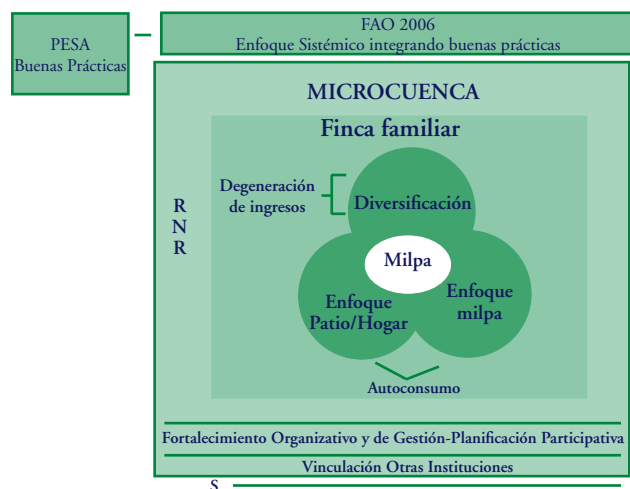 PESA
Buenas Prácticas
FAO 2006
Enfoque Sistémico integrando buenas prácticas
MICROCUENCA
Finca familiar
Degeneración
de ingresos
Diversificación
R
N
R
Milpa
Enfoque
Patio/Hogar
Enfoque
milpa
Autoconsumo
Fortalecimiento Organizativo y de Gestión-Planificación Participativa
Vinculación Otras Instituciones
S